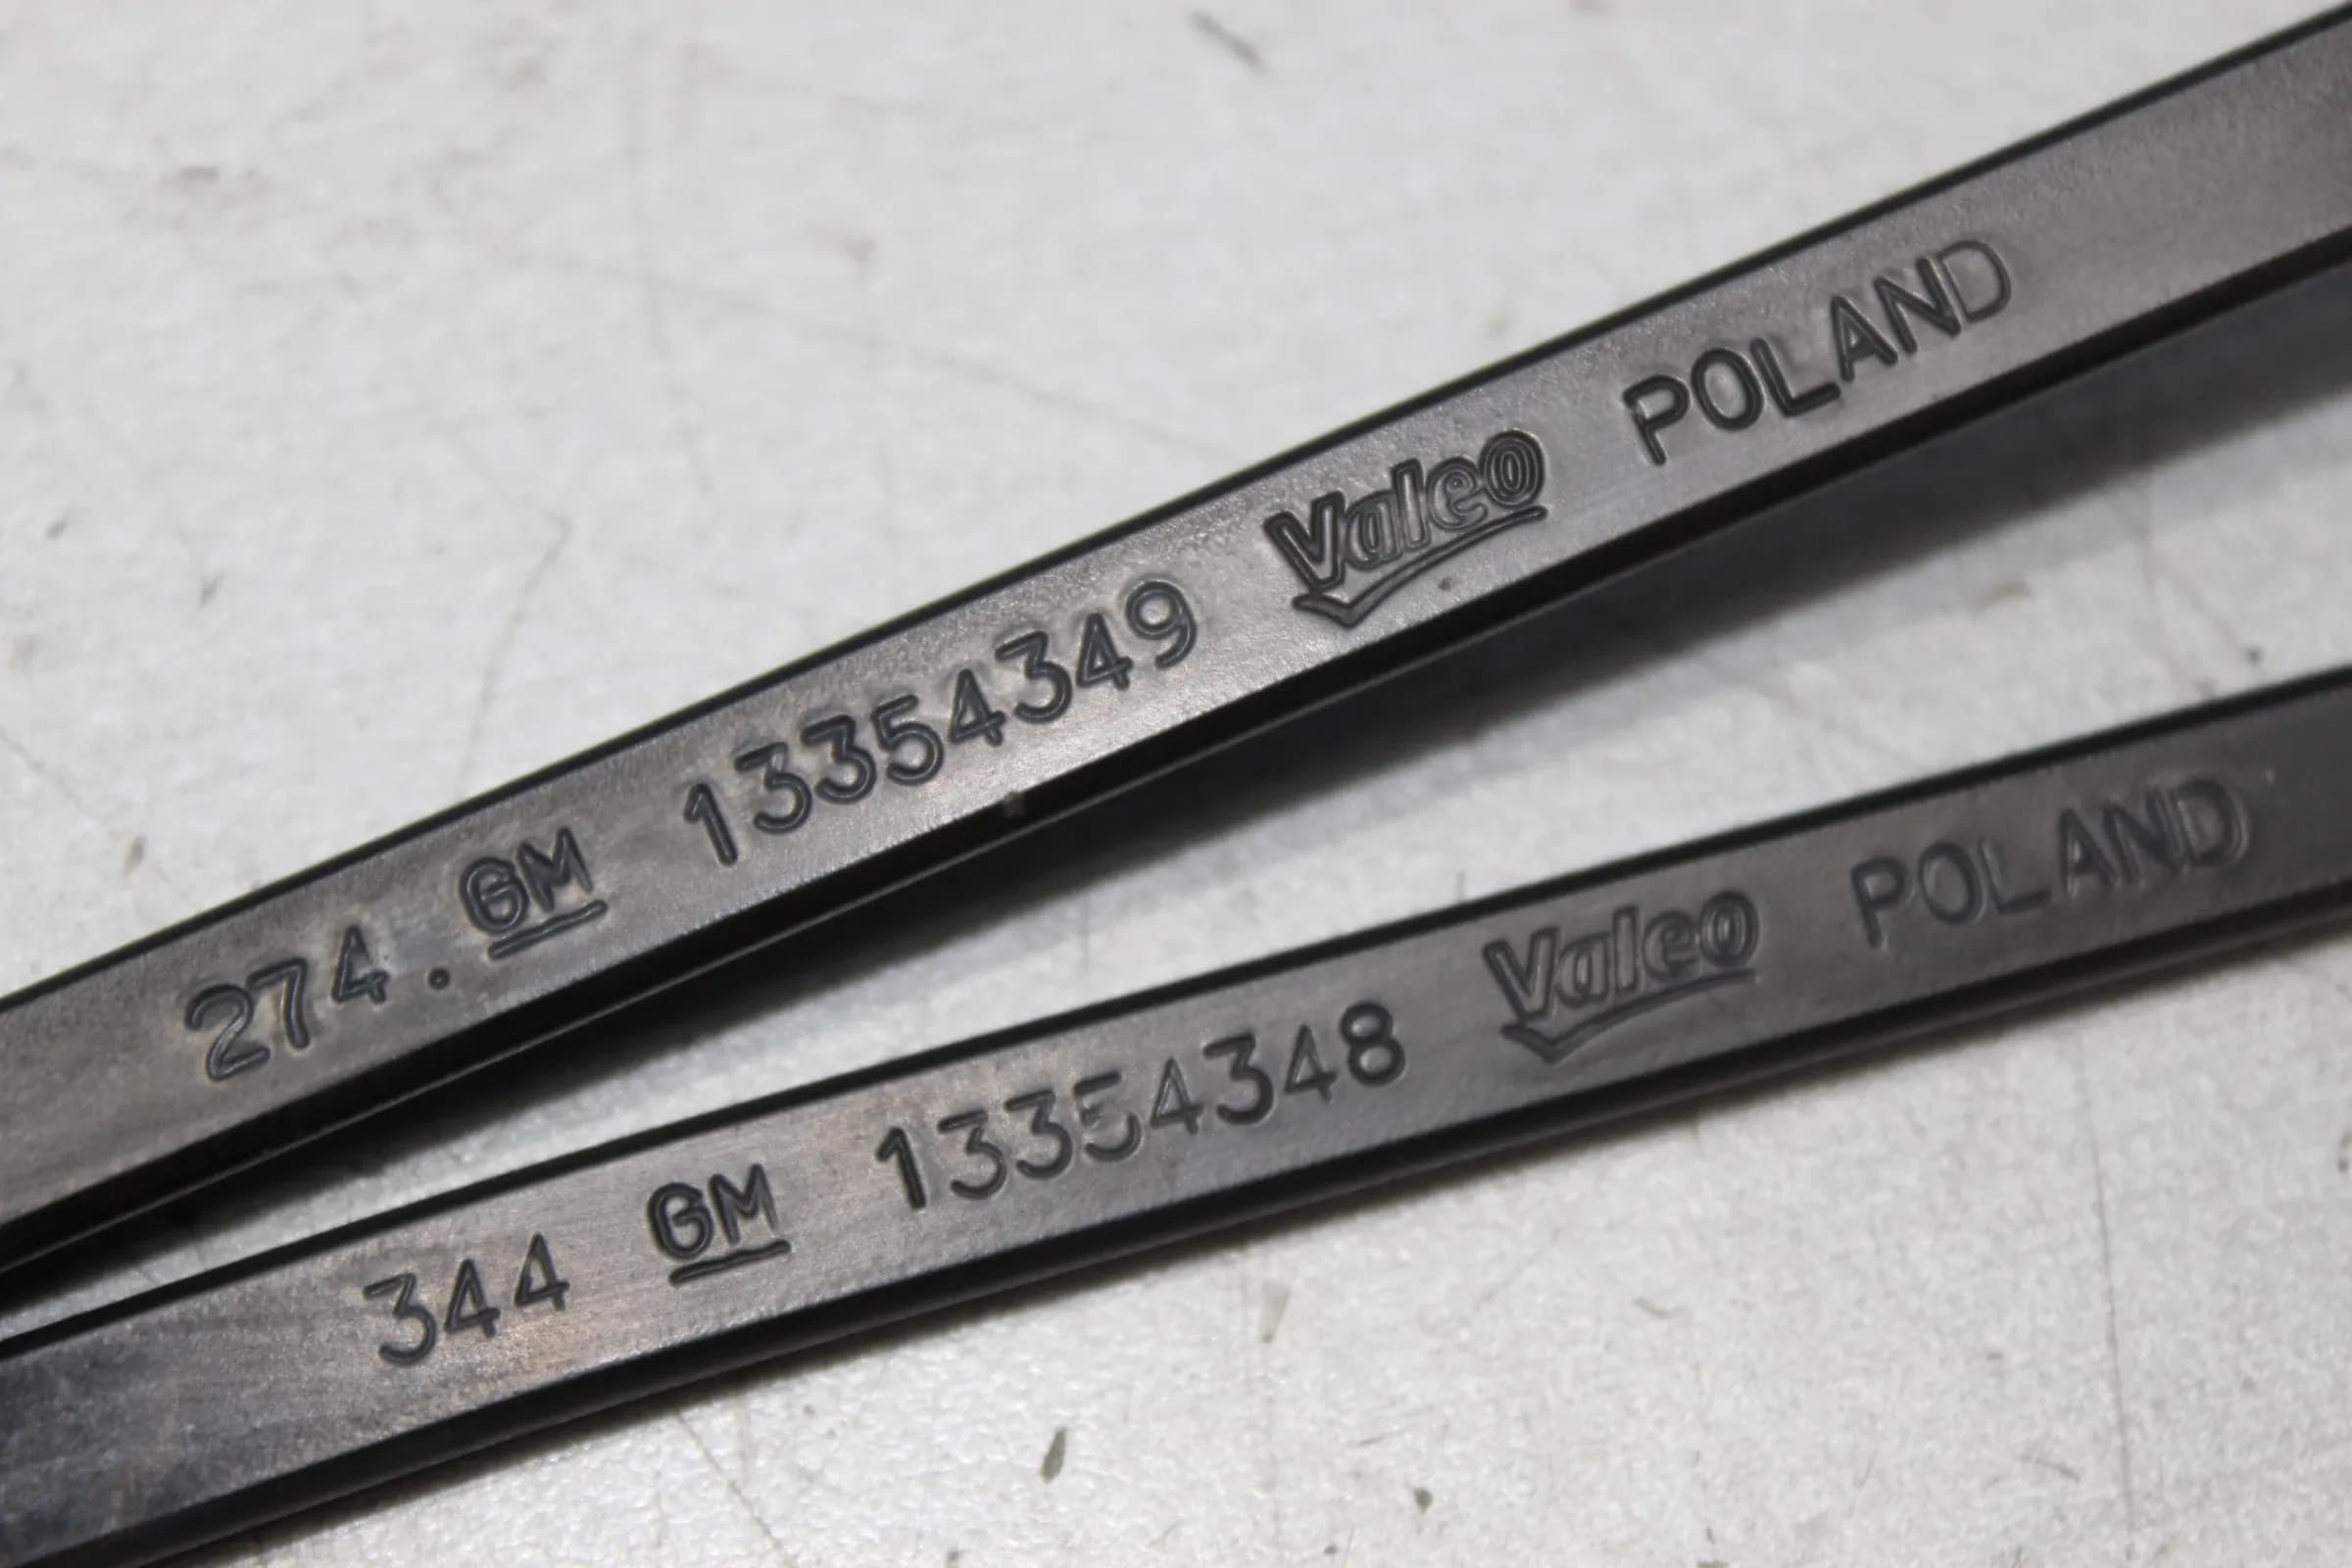 274. GM 13354349 Valeo POLAND
344 GM 13354348 Valeo POLAND